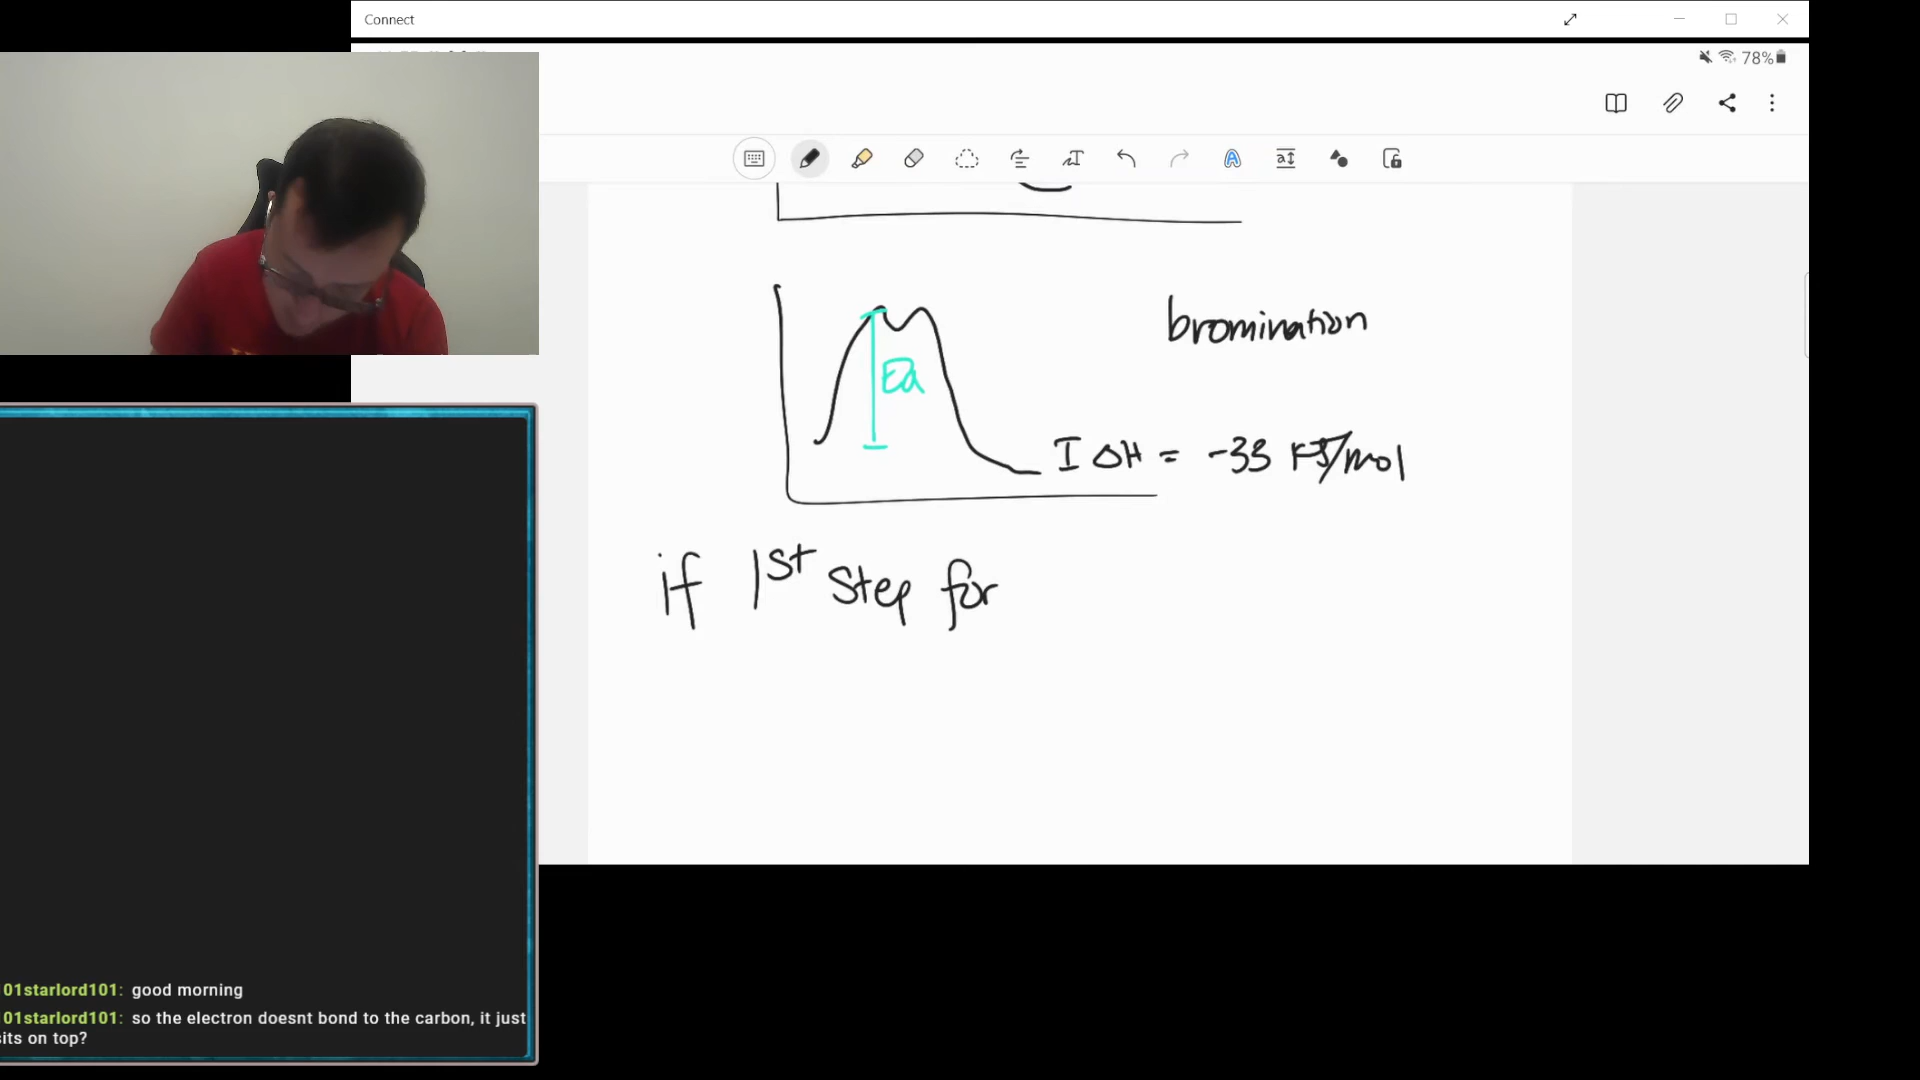 Connect
78%
bromination
Ea
I ΔH = -33 KJ/mol
if 1st step for
01starlord101: good morning
01starlord101: so the electron doesnt bond to the carbon, it just
sits on top?